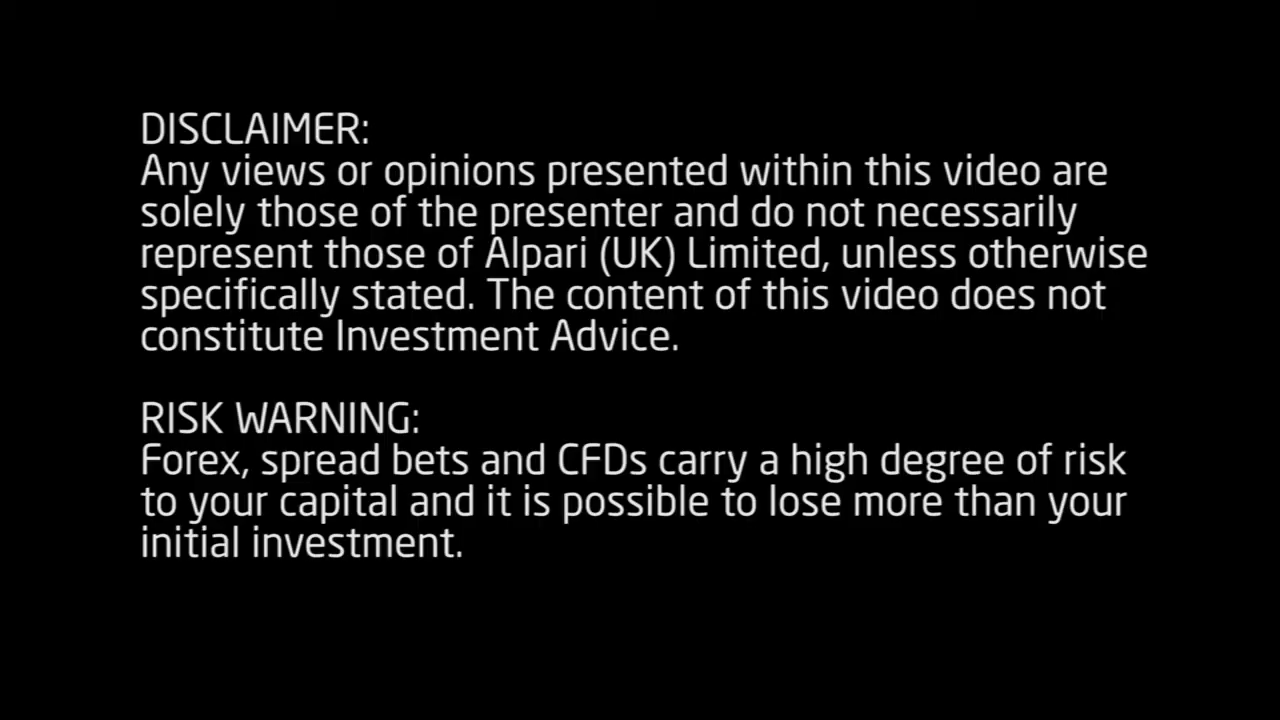 DISCLAIMER:
Any views or opinions presented within this video are
solely those of the presenter and do not necessarily
represent those of Alpari (UK) Limited, unless otherwise
specifically stated. The content of this video does not
constitute Investment Advice.
RISK WARNING:
Forex, spread bets and CFDs carry a high degree of risk
to your capital and it is possible to lose more than your
initial investment.